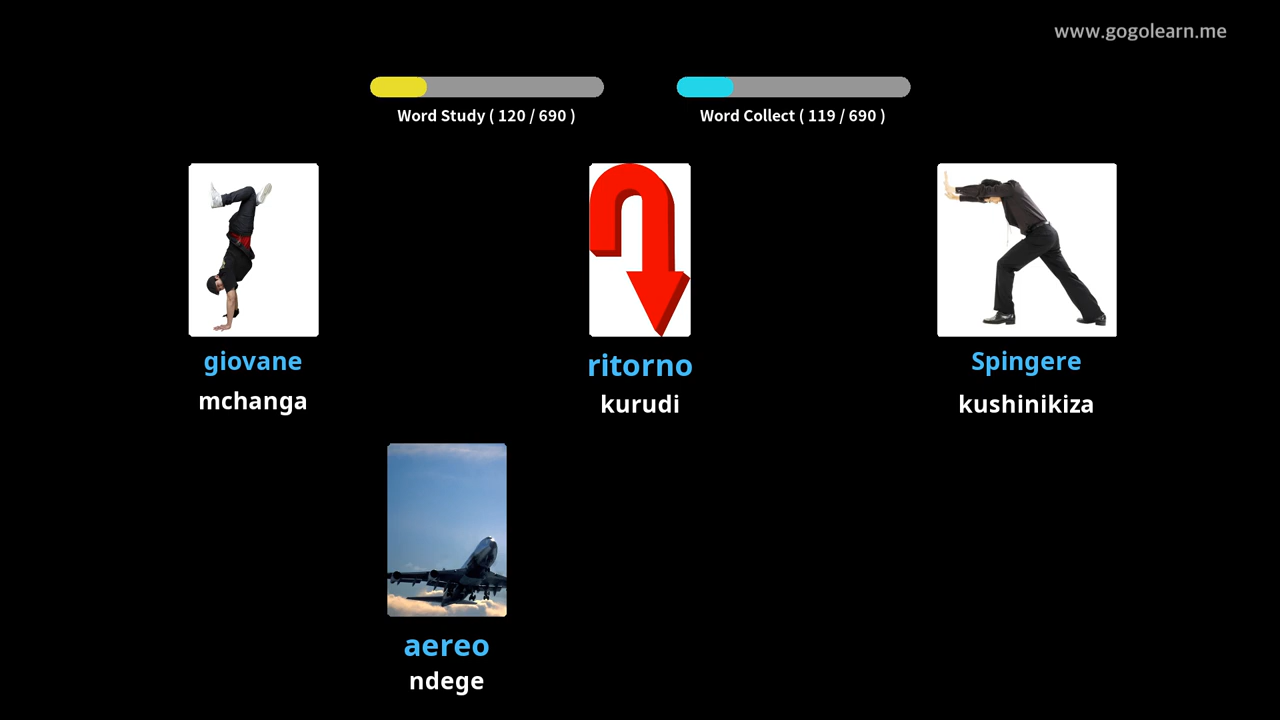 www.gogolearn.me
Word Study ( 120 / 690 )
Word Collect ( 119 / 690 )
giovane
mchanga
ritorno
kurudi
Spingere
kushinikiza
aereo
ndege